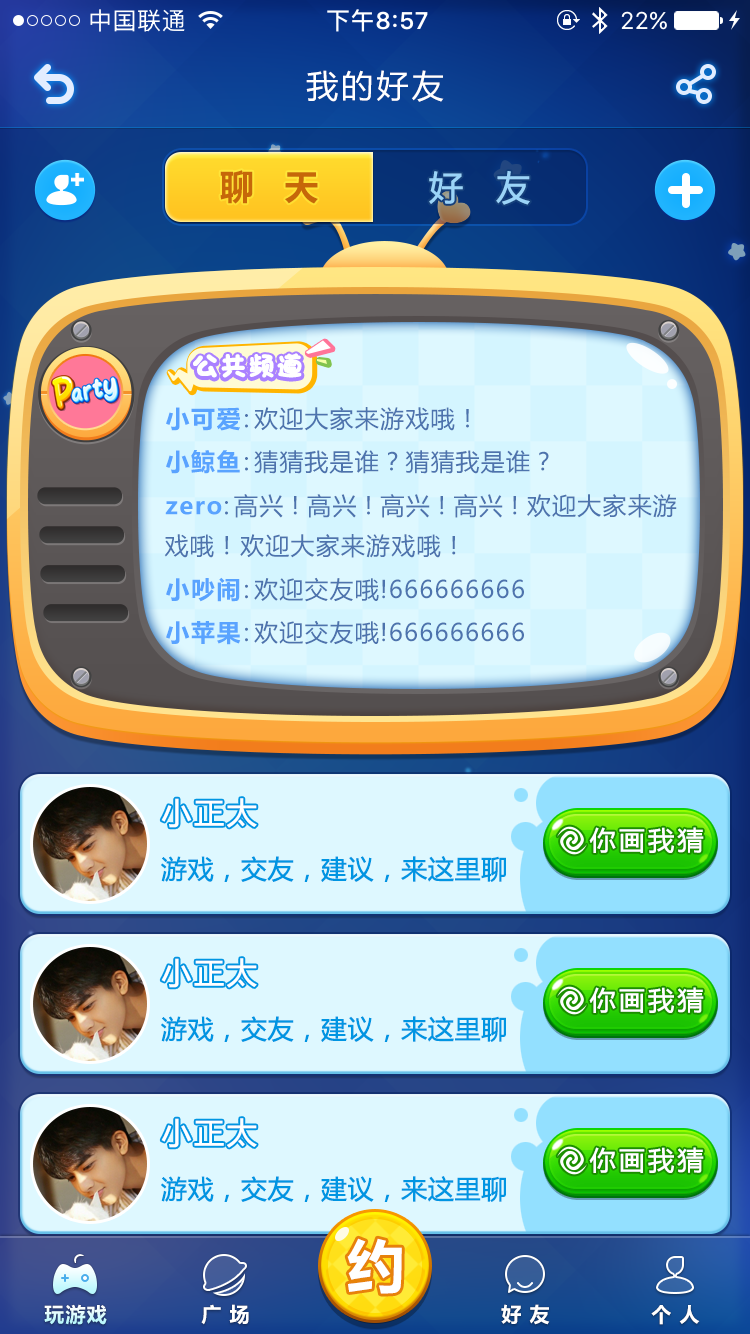 中国联通 下午8:57 22%
我的好友
聊 天 好 友
公共频道
Party
小可爱:欢迎大家来游戏哦！
小鲸鱼:猜猜我是谁？猜猜我是谁？
zero:高兴！高兴！高兴！高兴！欢迎大家来游
戏哦！欢迎大家来游戏哦！
小吵闹:欢迎交友哦!666666666
小苹果:欢迎交友哦!666666666
小正太
游戏，交友，建议，来这里聊
你画我猜
小正太
游戏，交友，建议，来这里聊
你画我猜
小正太
游戏，交友，建议，来这里聊
你画我猜
玩游戏 广场 约 好友 个人